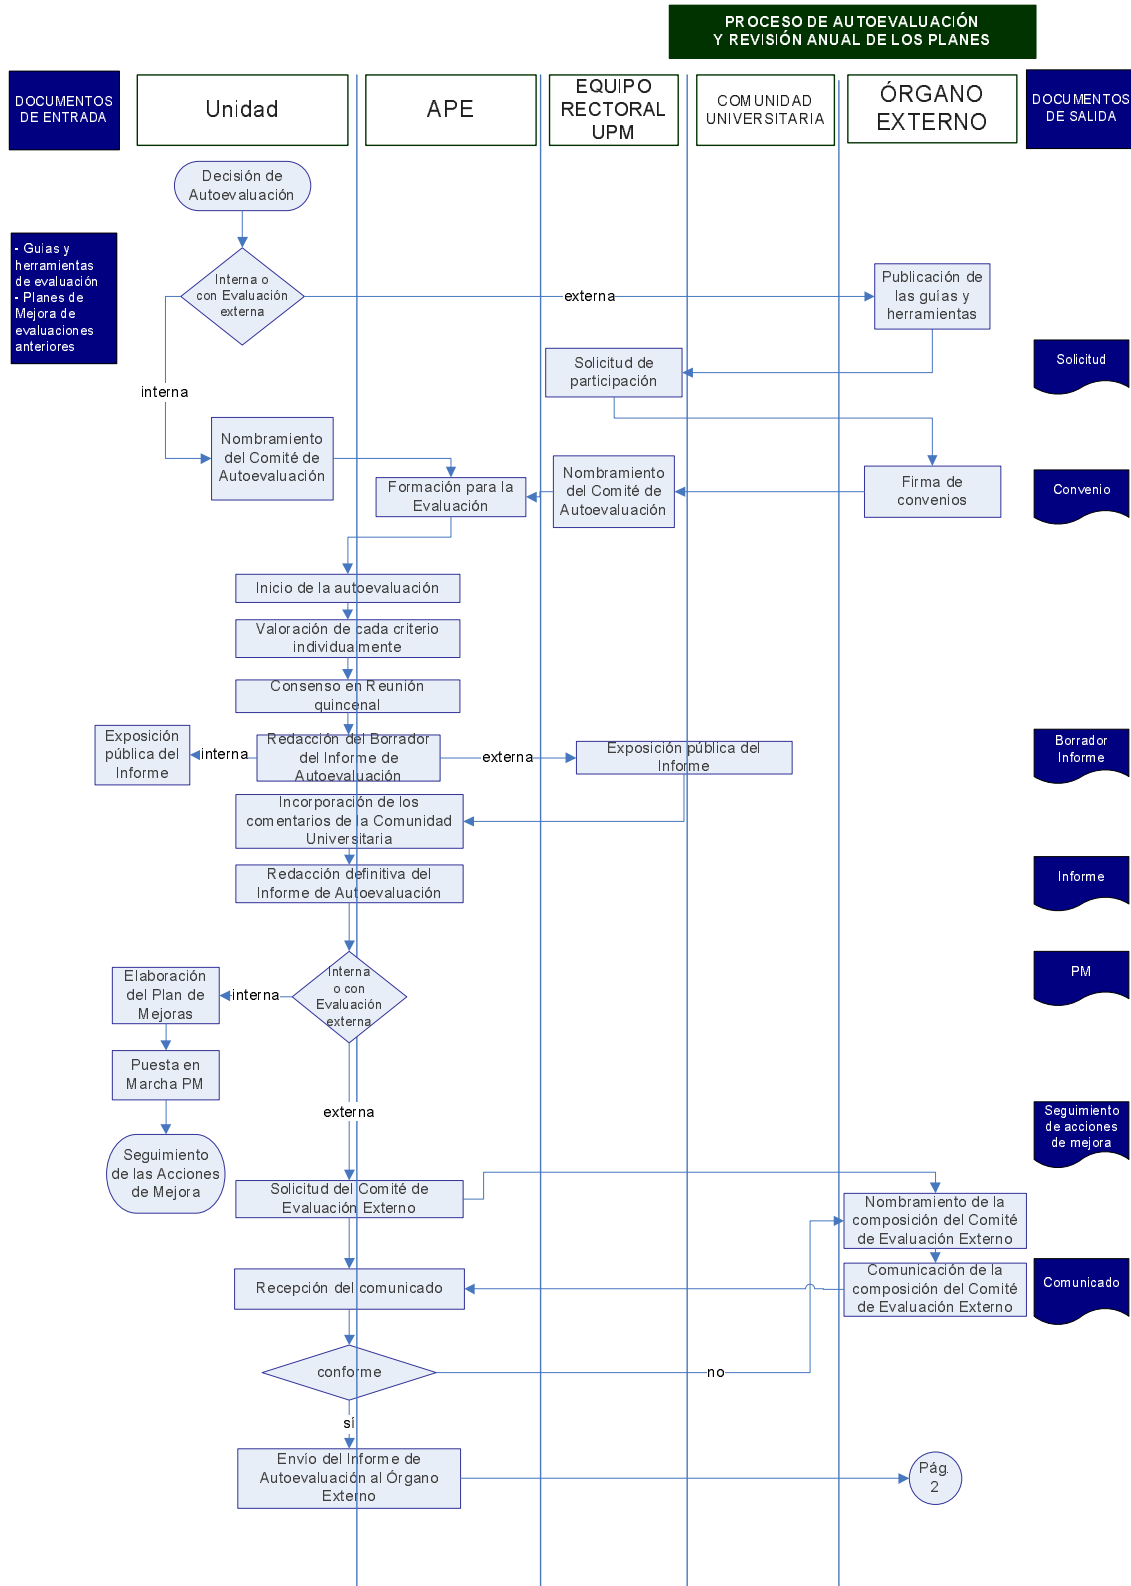 PROCESO DE AUTOEVALUACIÓN
Y REVISIÓN ANUAL DE LOS PLANES
DOCUMENTOS
DE ENTRADA
Unidad
APE
EQUIPO
RECTORAL
UPM
COMUNIDAD
UNIVERSITARIA
ÓRGANO
EXTERNO
DOCUMENTOS
DE SALIDA
Decisión de
Autoevaluación
- Guías y
herramientas
de evaluación
- Planes de
Mejora de
evaluaciones
anteriores
Interna o
con Evaluación
externa
externa
Publicación de
las guías y
herramientas
Solicitud de
participación
Solicitud
interna
Nombramiento
del Comité de
Autoevaluación
Formación para la
Evaluación
Nombramiento
del Comité de
Autoevaluación
Firma de
convenios
Convenio
Inicio de la autoevaluación
Valoración de cada criterio
individualmente
Consenso en Reunión
quincenal
Exposición
pública del
Informe
interna
Redacción del Borrador
del Informe de
Autoevaluación
externa
Exposición pública del
Informe
Borrador
Informe
Incorporación de los
comentarios de la Comunidad
Universitaria
Redacción definitiva del
Informe de Autoevaluación
Informe
Interna
o con
Evaluación
externa
interna
Elaboración
del Plan de
Mejoras
PM
Puesta en
Marcha PM
externa
Seguimiento
de acciones
de mejora
Seguimiento
de las Acciones
de Mejora
Solicitud del Comité de
Evaluación Externo
Nombramiento de la
composición del Comité
de Evaluación Externo
Recepción del comunicado
Comunicación de la
composición del Comité
de Evaluación Externo
Comunicado
conforme
no
sí
Envío del Informe de
Autoevaluación al Órgano
Externo
Pág.
2